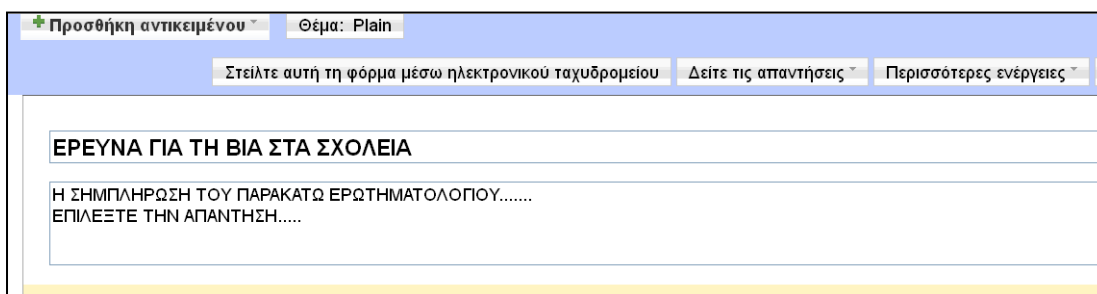 Προσθήκη αντικειμένου Θέμα: Plain
Στείλτε αυτή τη φόρμα μέσω ηλεκτρονικού ταχυδρομείου Δείτε τις απαντήσεις Περισσότερες ενέργειες
ΕΡΕΥΝΑ ΓΙΑ ΤΗ ΒΙΑ ΣΤΑ ΣΧΟΛΕΙΑ
Η ΣΗΜΠΛΗΡΩΣΗ ΤΟΥ ΠΑΡΑΚΑΤΩ ΕΡΩΤΗΜΑΤΟΛΟΓΙΟΥ.......
ΕΠΙΛΕΞΤΕ ΤΗΝ ΑΠΑΝΤΗΣΗ.....